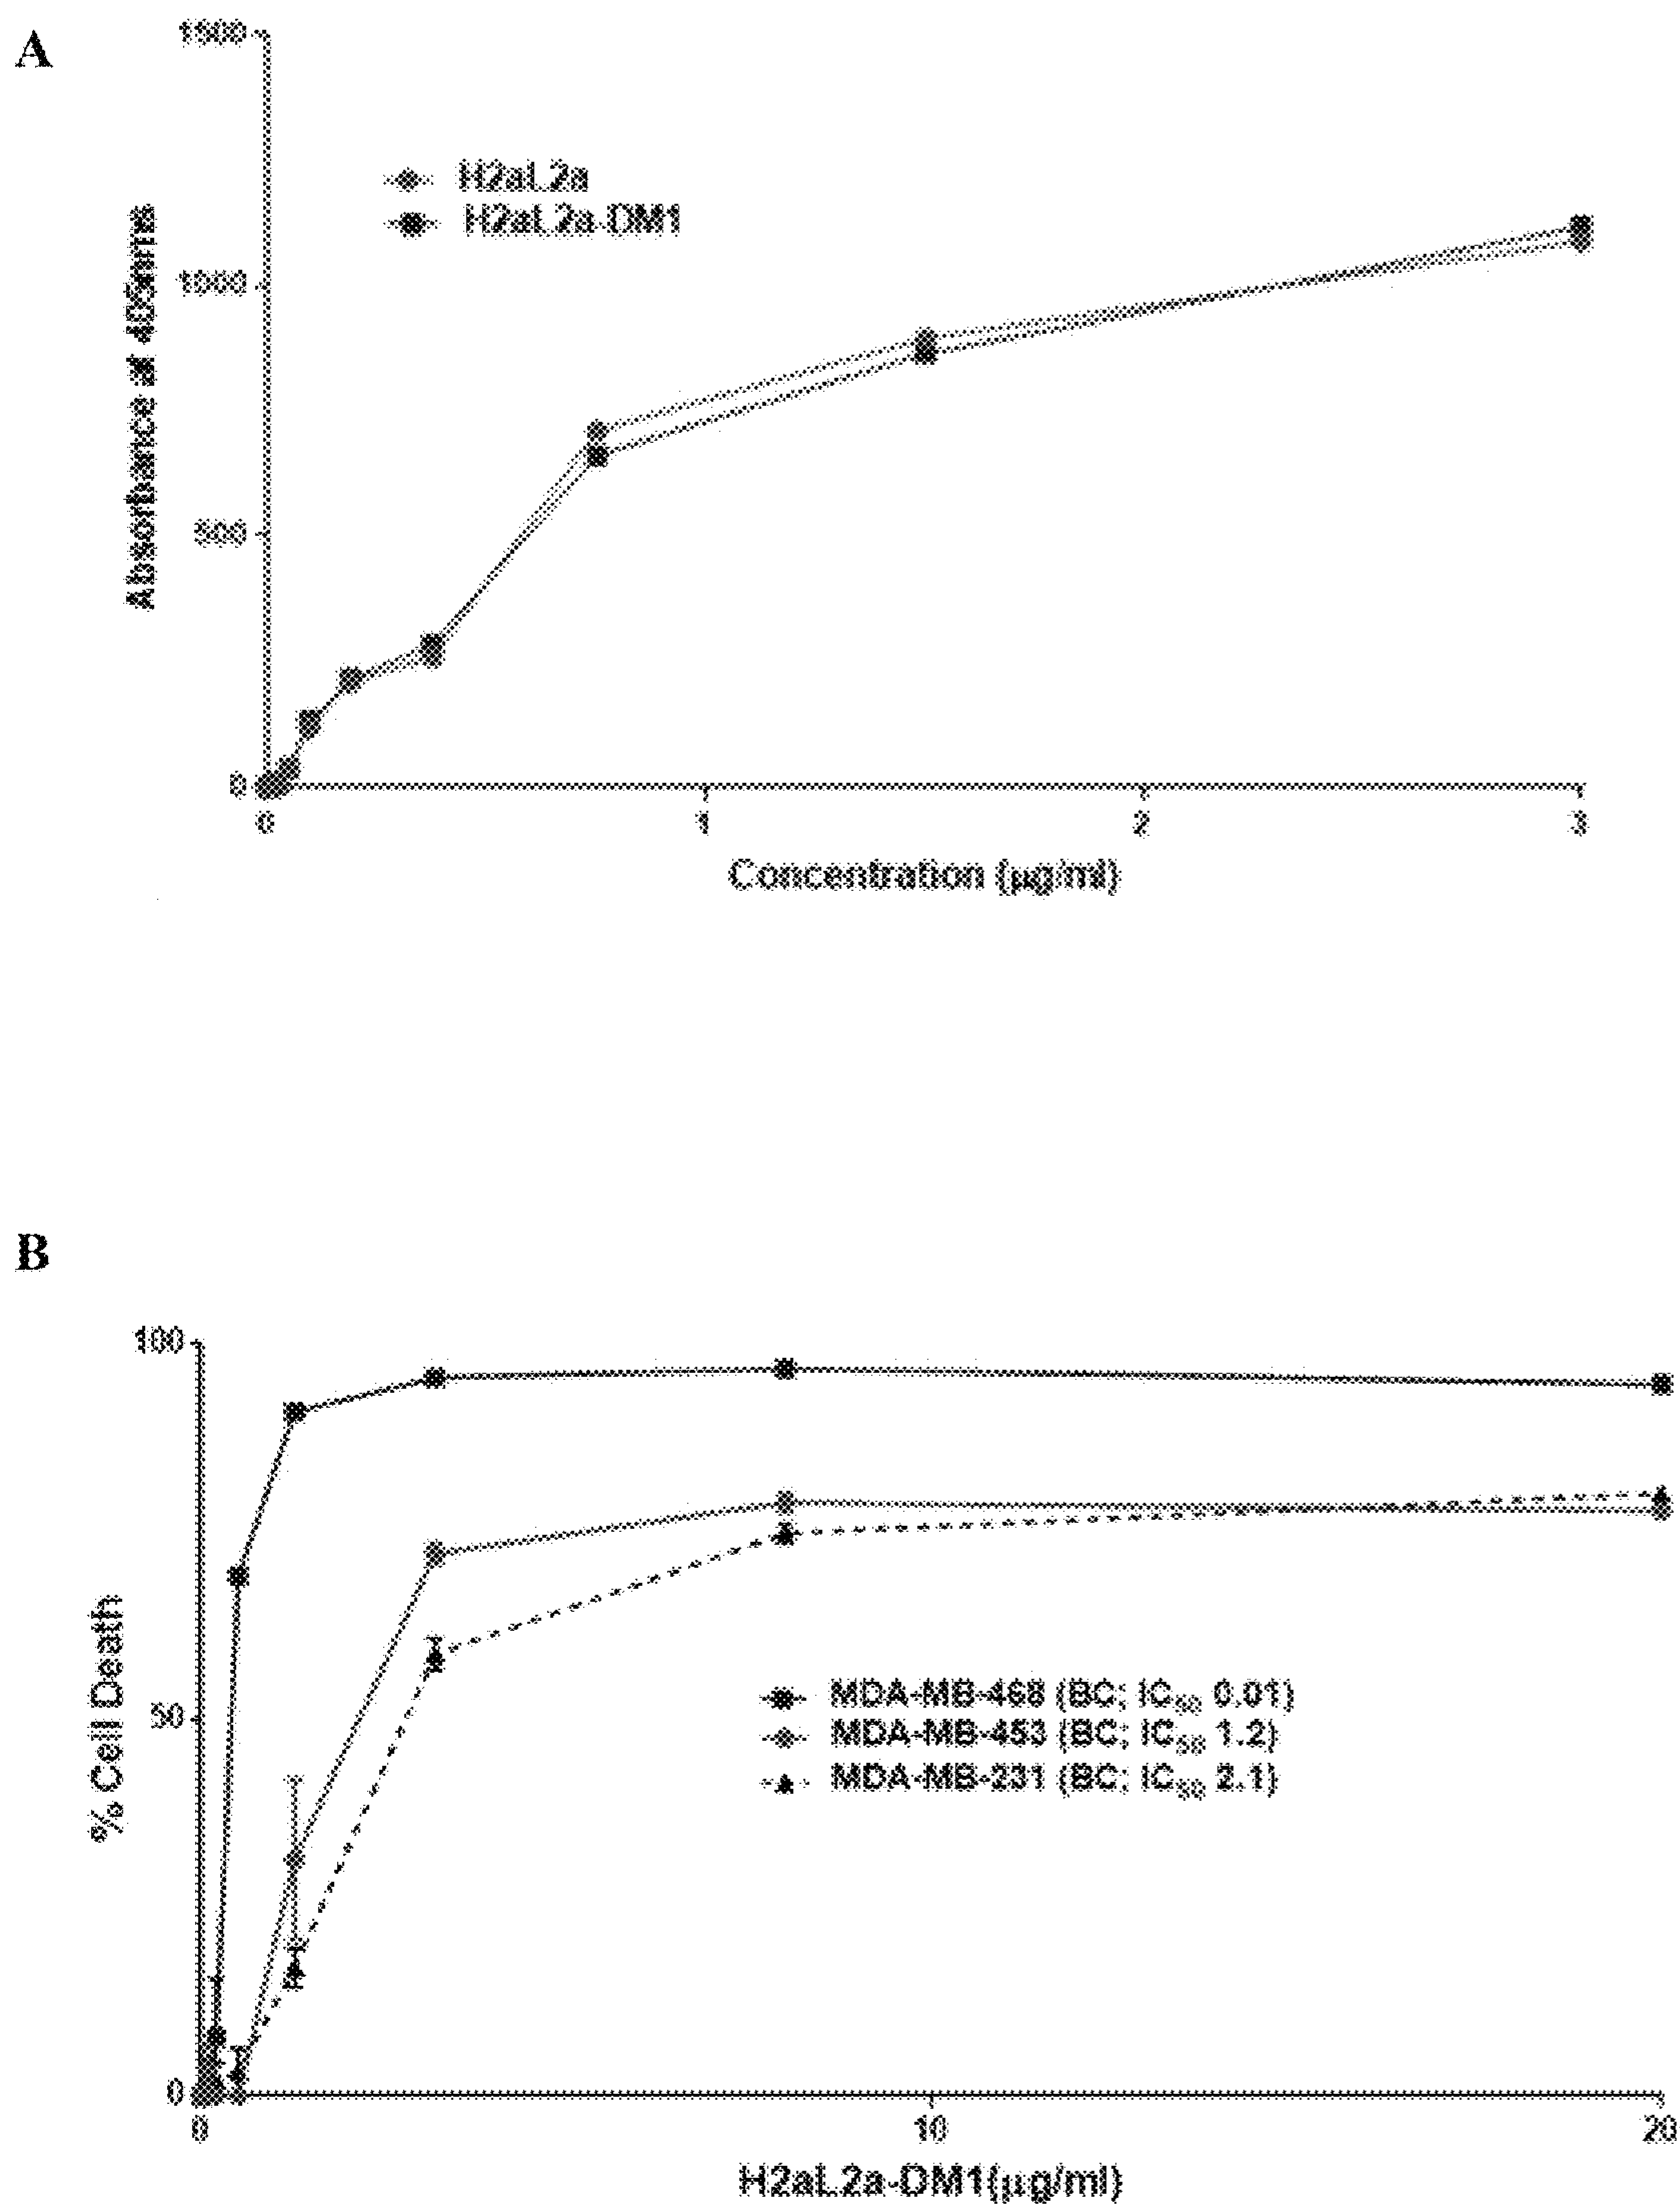 A
1500
1000
500
0
Absorbance at 405nms
H2aL2a
H2aL2a-DM1
0 1 2 3
Concentration (µg/ml)
B
100
50
0
% Cell Death
MDA-MB-468 (BC; IC50 0.01)
MDA-MB-453 (BC; IC50 1.2)
MDA-MB-231 (BC; IC50 2.1)
0 10 20
H2aL2a-DM1(µg/ml)